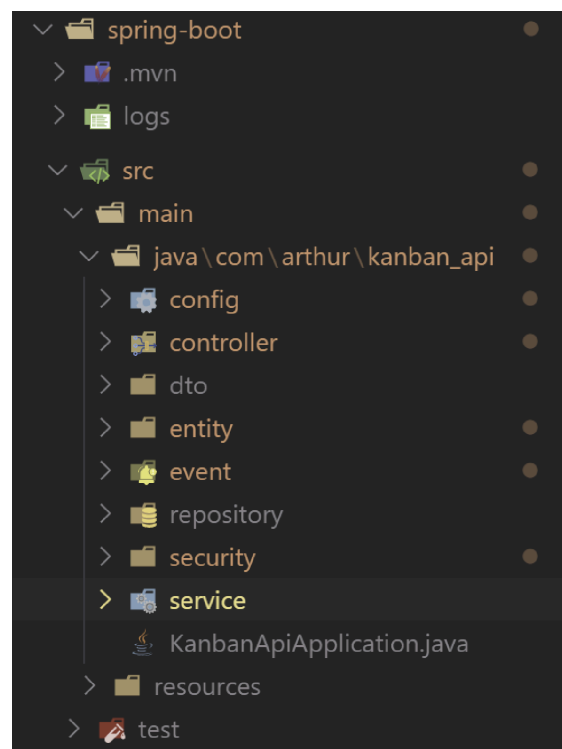 spring-boot
.mvn
logs
src
main
java\com\arthur\kanban_api
config
controller
dto
entity
event
repository
security
service
KanbanApiApplication.java
resources
test